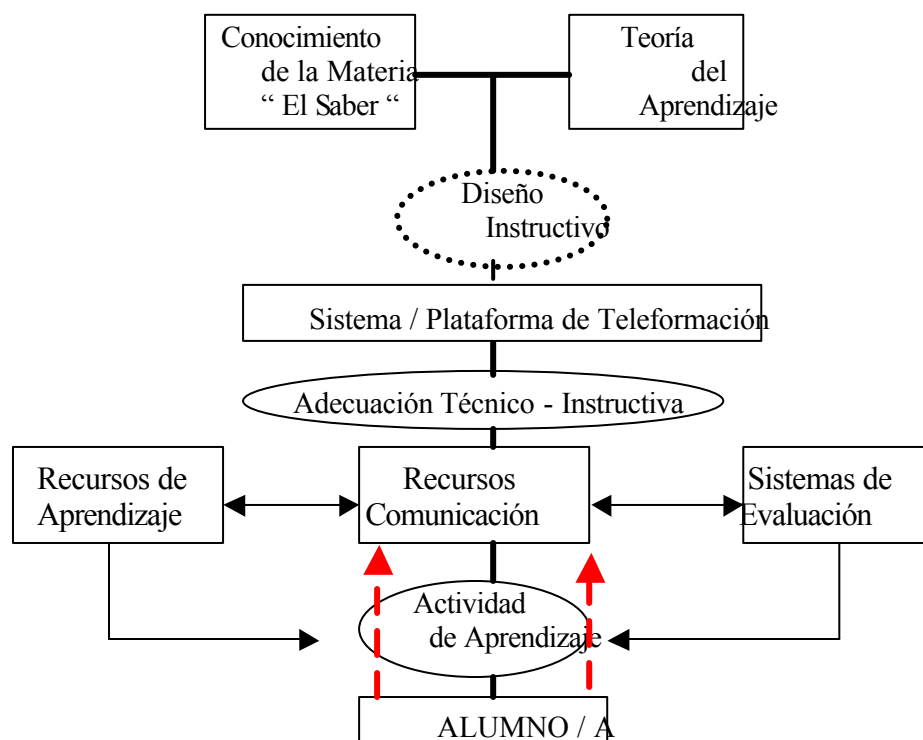 Conocimiento
de la Materia
“ El Saber “
Teoría
del
Aprendizaje
Diseño
Instructivo
Sistema / Plataforma de Teleformación
Adecuación Técnico - Instructiva
Recursos de
Aprendizaje
Recursos
Comunicación
Sistemas de
Evaluación
Actividad
de Aprendizaje
ALUMNO / A